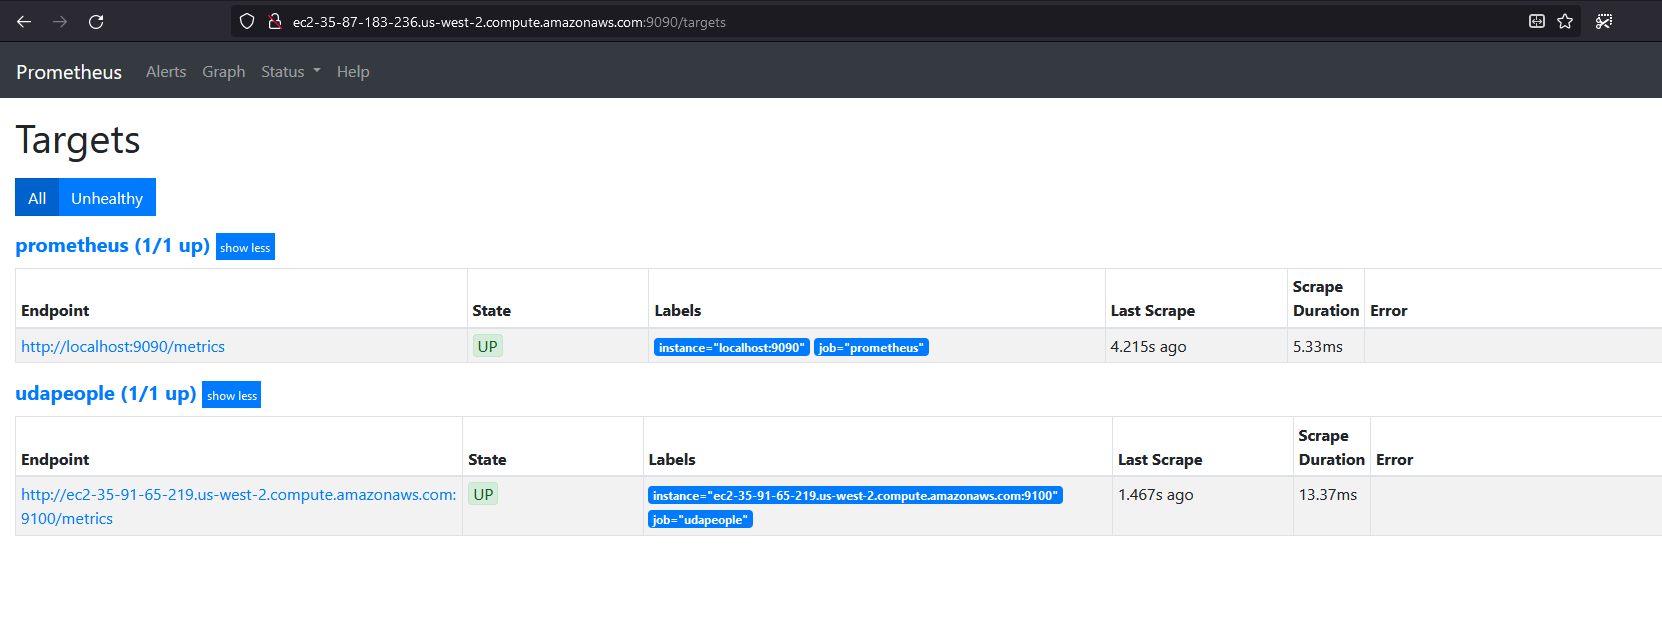 ec2-35-87-183-236.us-west-2.compute.amazonaws.com:9090/targets
Prometheus Alerts Graph Status Help
Targets
All Unhealthy
prometheus (1/1 up) show less
Endpoint State Labels Last Scrape Scrape Duration Error
http://localhost:9090/metrics UP instance="localhost:9090" job="prometheus" 4.215s ago 5.33ms
udapeople (1/1 up) show less
Endpoint State Labels Last Scrape Scrape Duration Error
http://ec2-35-91-65-219.us-west-2.compute.amazonaws.com: UP instance="ec2-35-91-65-219.us-west-2.compute.amazonaws.com:9100" 1.467s ago 13.37ms
9100/metrics job="udapeople"